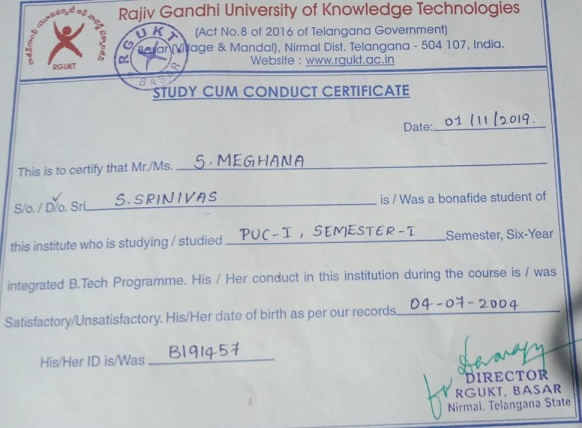 Rajiv Gandhi University of Knowledge Technologies
(Act No.8 of 2016 of Telangana Government)
Basar (Village & Mandal), Nirmal Dist. Telangana - 504 107, India.
Website : www.rgukt.ac.in
RGUKT
RGUKT
BASAR
STUDY CUM CONDUCT CERTIFICATE
Date: 01/11/2019.
This is to certify that Mr./Ms. S. MEGHANA
S/o. / D/o. Sri S. SRINIVAS is / Was a bonafide student of
this institute who is studying / studied PUC-I, SEMESTER-I Semester, Six-Year
integrated B.Tech Programme. His / Her conduct in this institution during the course is / was
Satisfactory/Unsatisfactory. His/Her date of birth as per our records 04-07-2004
His/Her ID is/Was B191457
for
DIRECTOR
RGUKT, BASAR
Nirmal, Telangana State